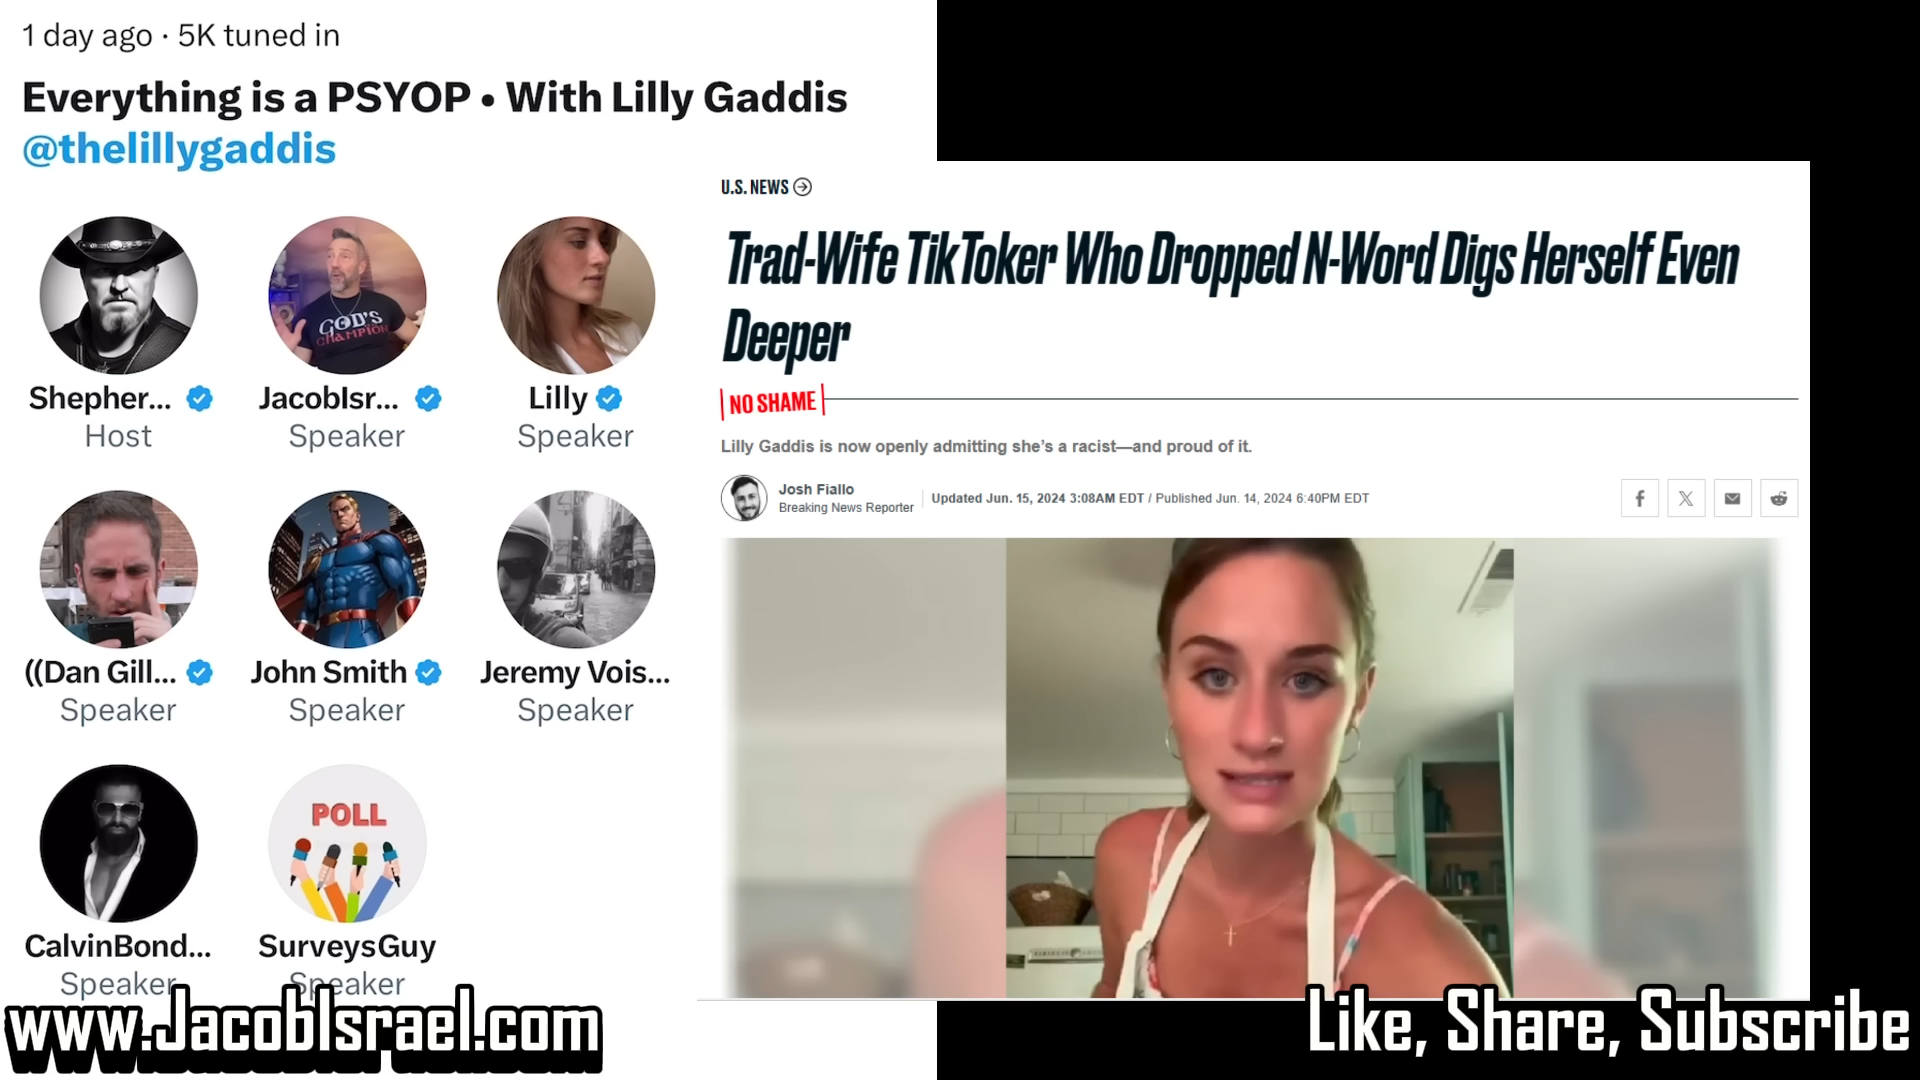 1 day ago · 5K tuned in
Everything is a PSYOP • With Lilly Gaddis
@thelillygaddis
GOD'S
CHAMPION
Shepher...
JacobIsr...
Lilly
Host
Speaker
Speaker
((Dan Gill...
John Smith
Jeremy Vois...
Speaker
Speaker
Speaker
POLL
CalvinBond...
SurveysGuy
Speaker
Speaker
www.JacobIsrael.com
U.S. NEWS
Trad-Wife TikToker Who Dropped N-Word Digs Herself Even
Deeper
NO SHAME
Lilly Gaddis is now openly admitting she's a racist—and proud of it.
Josh Fiallo
Breaking News Reporter
Updated Jun. 15, 2024 3:08AM EDT / Published Jun. 14, 2024 6:40PM EDT
Like, Share, Subscribe